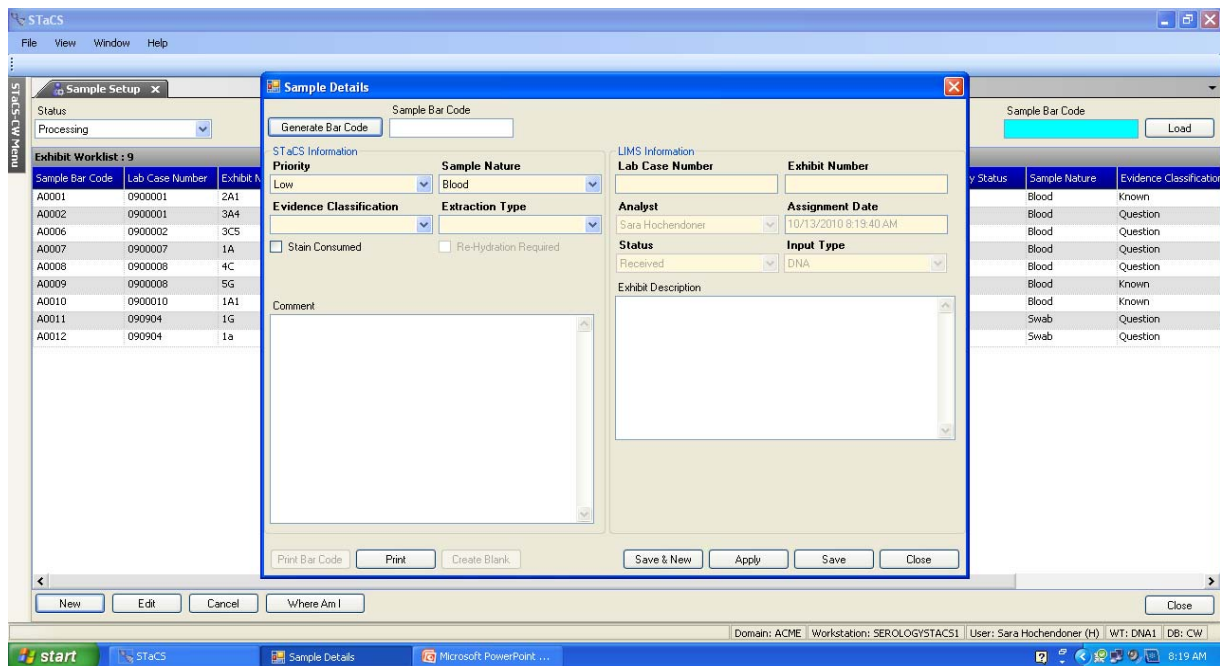 STaCS
File View Window Help
STaCS-CW Menu
Sample Setup x
Status
Processing
Sample Bar Code
Load
Exhibit Worklist : 9
Sample Bar Code Lab Case Number Exhibit N y Status Sample Nature Evidence Classification
A0001 0900001 2A1 Blood Known
A0002 0900001 3A4 Blood Question
A0006 0900002 3C5 Blood Question
A0007 0900007 1A Blood Question
A0008 0900008 4C Blood Question
A0009 0900008 5G Blood Known
A0010 0900010 1A1 Blood Known
A0011 090904 1G Swab Question
A0012 090904 1a Swab Question
Sample Details
Sample Bar Code
Generate Bar Code
STaCS Information
Priority Sample Nature
Low Blood
Evidence Classification Extraction Type
Stain Consumed Re-Hydration Required
Comment
LIMS Information
Lab Case Number Exhibit Number
Analyst Assignment Date
Sara Hochendoner 10/13/2010 8:19:40 AM
Status Input Type
Received DNA
Exhibit Description
Print Bar Code Print Create Blank Save & New Apply Save Close
New Edit Cancel Where Am I Close
Domain: ACME Workstation: SEROLOGYSTACS1 User: Sara Hochendoner (H) WT: DNA1 DB: CW
start STaCS Sample Details Microsoft PowerPoint ... 8:19 AM